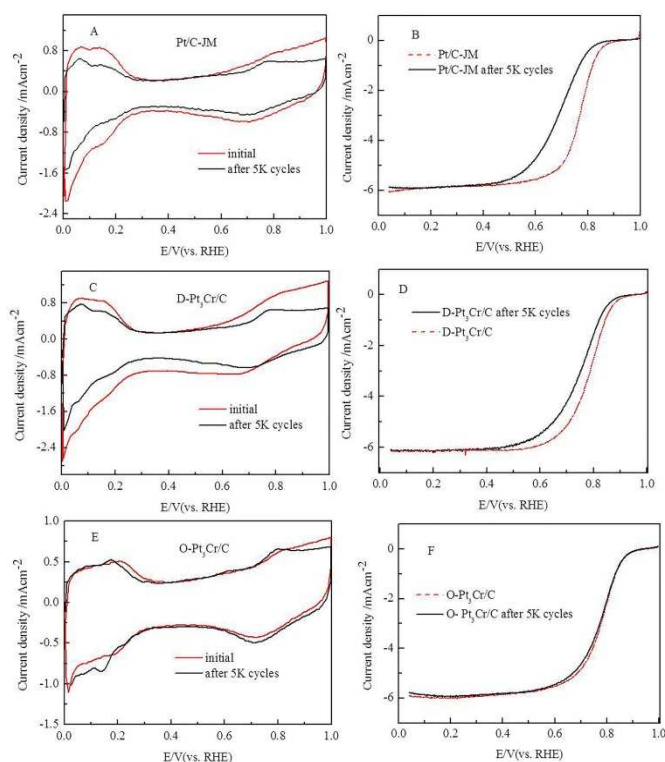 A
Pt/C-JM
initial
after 5K cycles
Current density /mAcm⁻²
0.8
0.0
-0.8
-1.6
-2.4
0.0 0.2 0.4 0.6 0.8 1.0
E/V(vs. RHE)
B
Pt/C-JM
Pt/C-JM after 5K cycles
Current density /mAcm⁻²
0
-2
-4
-6
0.0 0.2 0.4 0.6 0.8 1.0
E/V(vs. RHE)
C
D-Pt₃Cr/C
initial
after 5K cycles
Current density /mAcm⁻²
0.8
0.0
-0.8
-1.6
-2.4
0.0 0.2 0.4 0.6 0.8 1.0
E/V(vs. RHE)
D
D-Pt₃Cr/C after 5K cycles
D-Pt₃Cr/C
Current density /mAcm⁻²
0
-2
-4
-6
0.0 0.2 0.4 0.6 0.8 1.0
E/V(vs. RHE)
E
O-Pt₃Cr/C
initial
after 5K cycles
Current density /mAcm⁻²
1.0
0.5
0.0
-0.5
-1.0
-1.5
0.0 0.2 0.4 0.6 0.8 1.0
E/V(vs. RHE)
F
O-Pt₃Cr/C
O- Pt₃Cr/C after 5K cycles
Current density /mAcm⁻²
0
-2
-4
-6
0.0 0.2 0.4 0.6 0.8 1.0
E/V(vs. RHE)